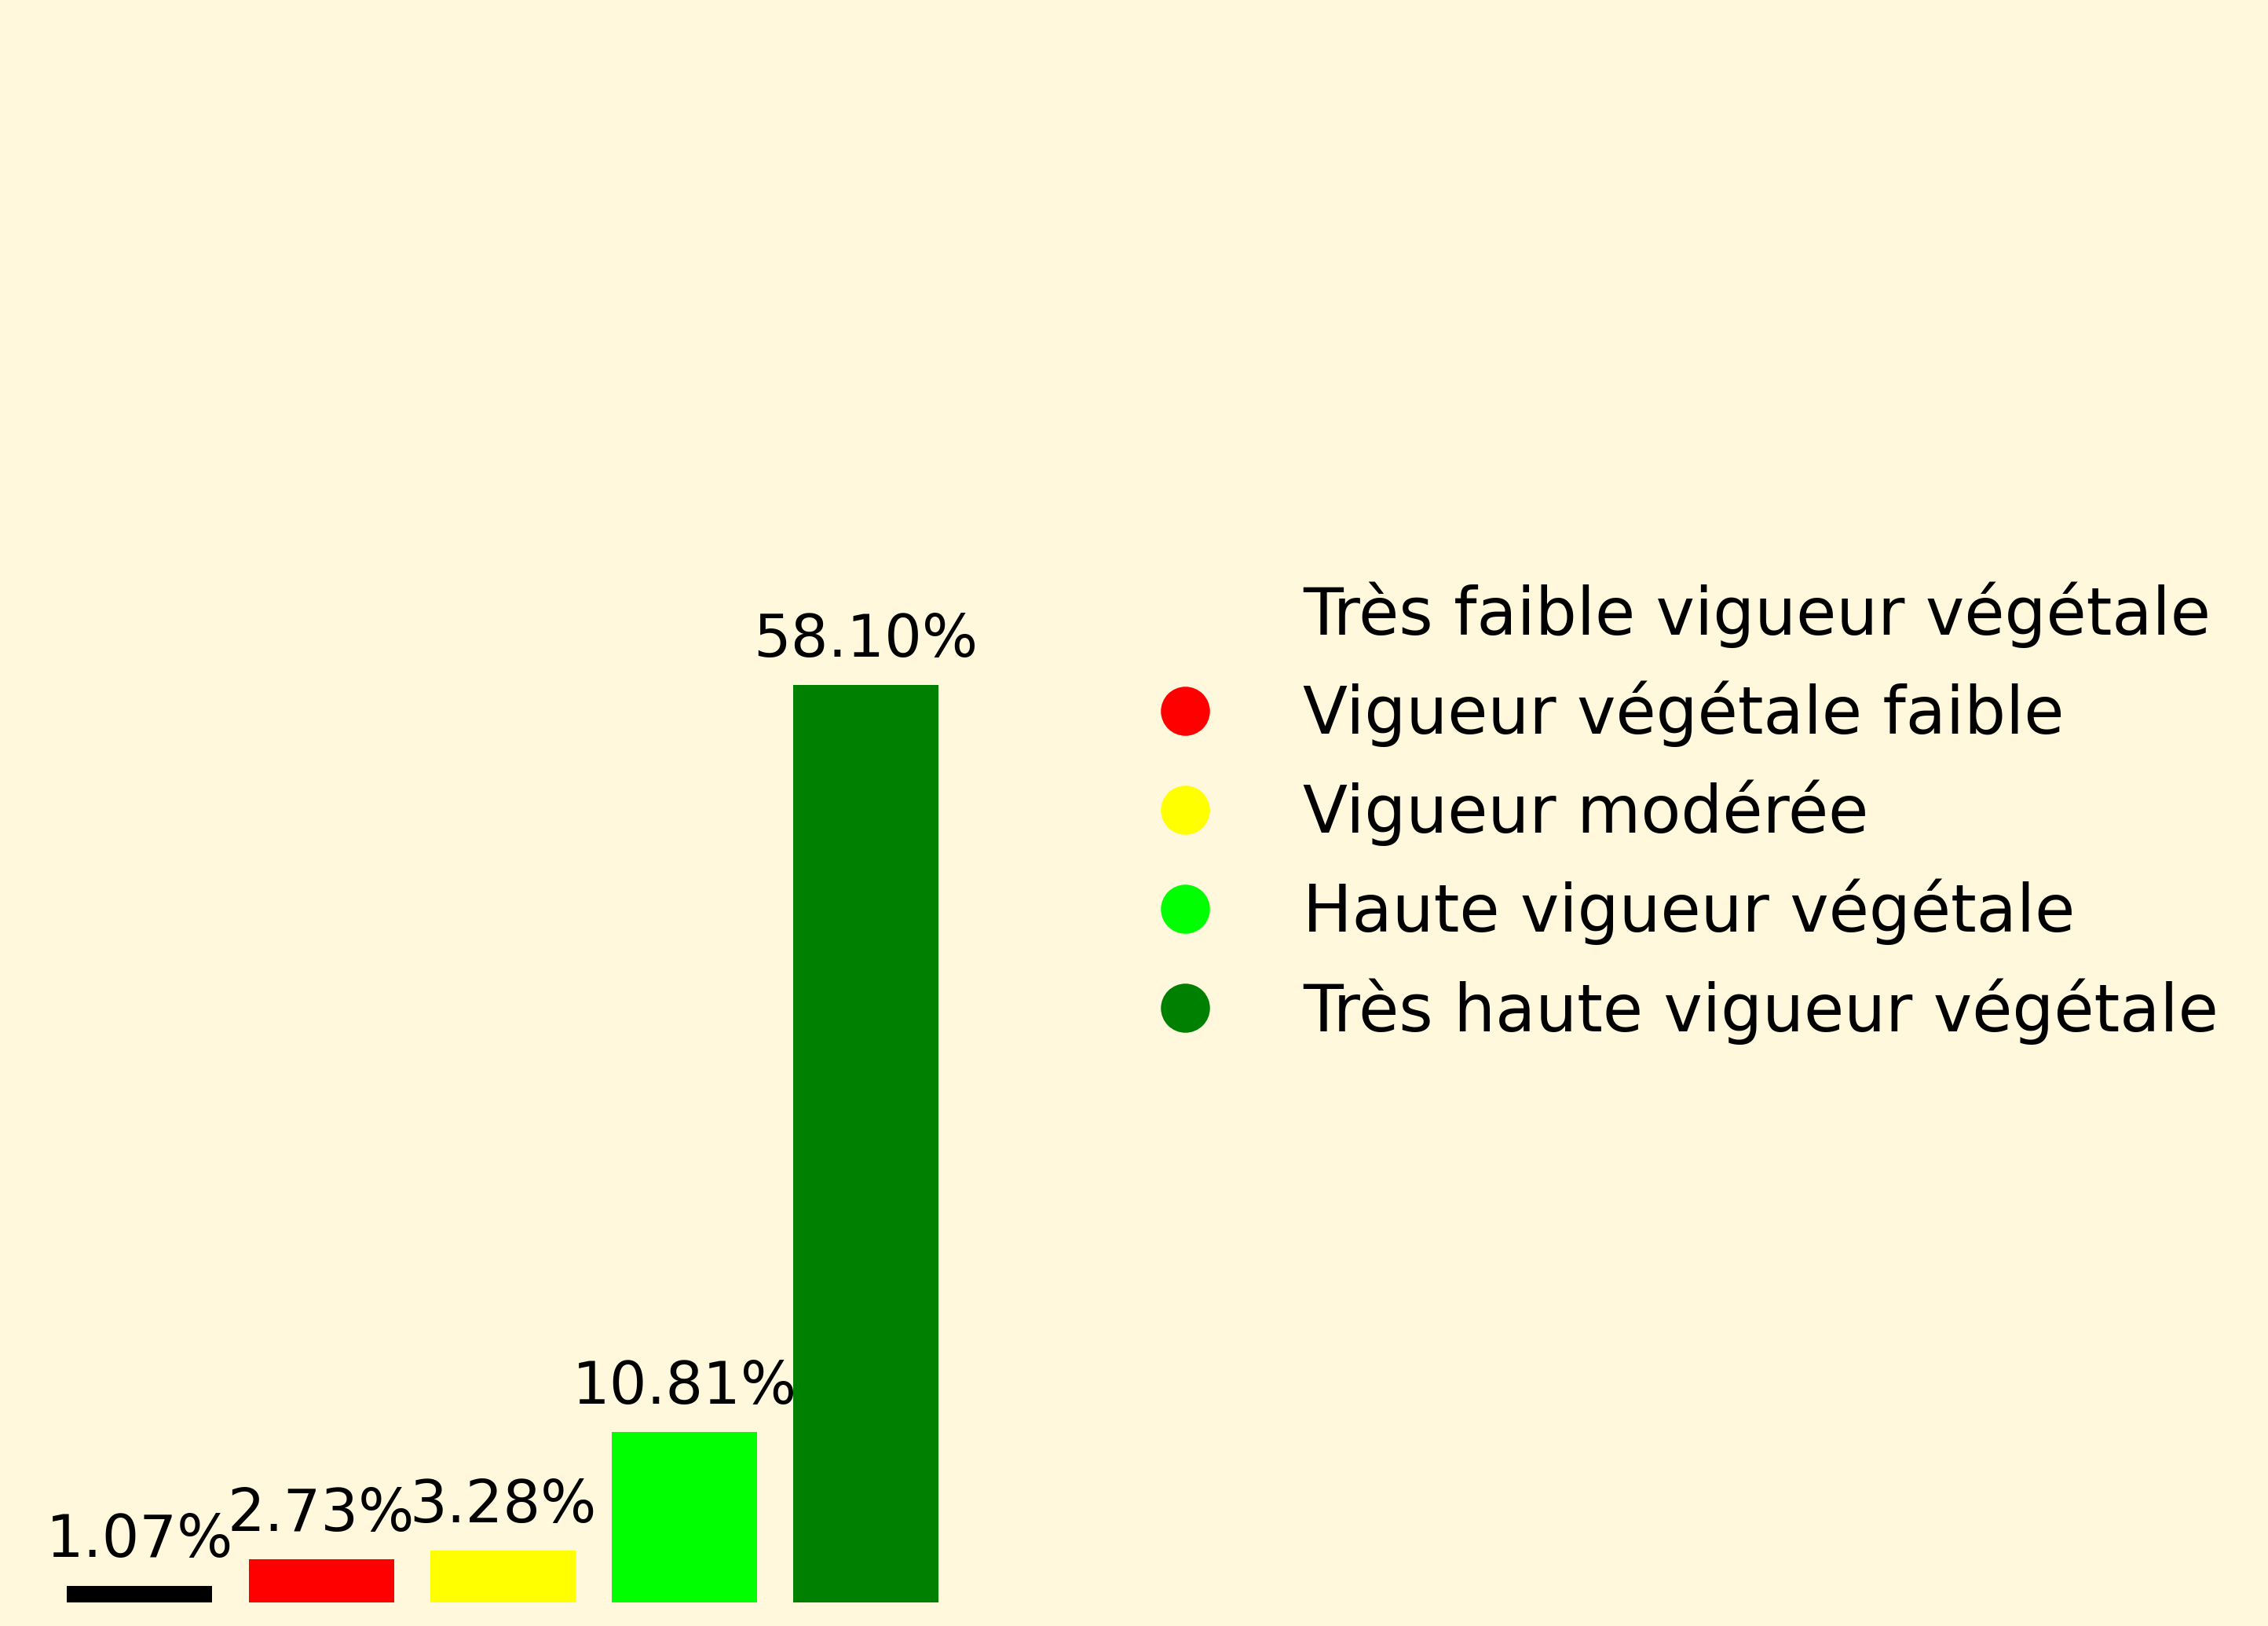 58.10%
10.81%
3.28%
2.73%
1.07%
Très faible vigueur végétale
Vigueur végétale faible
Vigueur modérée
Haute vigueur végétale
Très haute vigueur végétale